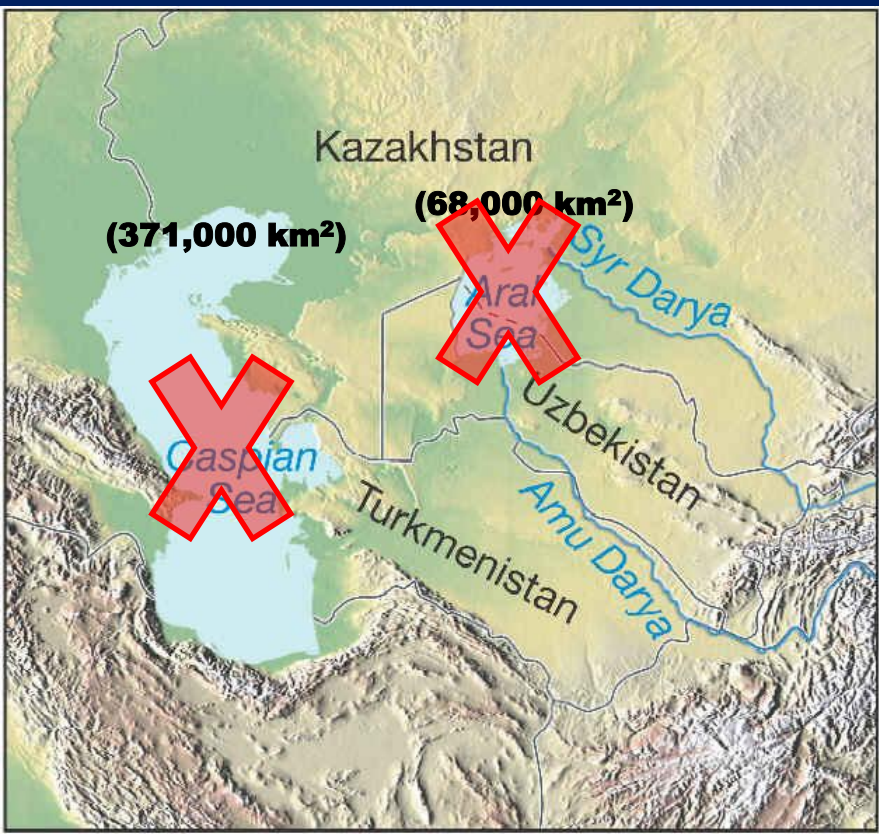 Kazakhstan
(68,000 km²)
(371,000 km²)
Syr Darya
Aral
Sea
Uzbekistan
Caspian
Sea
Turkmenistan
Amu Darya